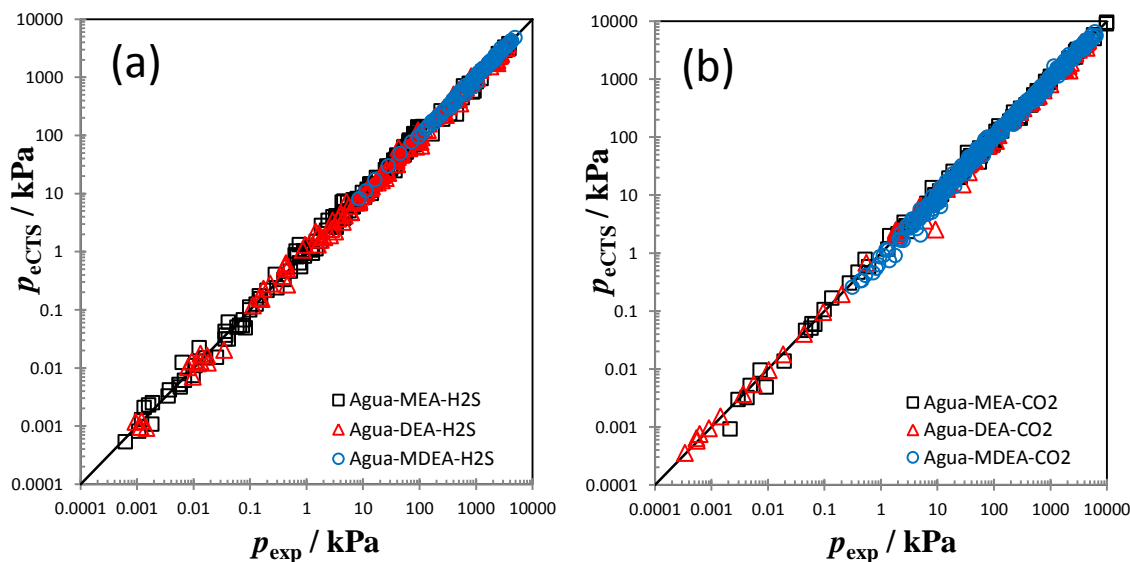 (a)
10000
1000
100
10
1
0.1
0.01
0.001
0.0001
p_eCTS / kPa
Agua-MEA-H2S
Agua-DEA-H2S
Agua-MDEA-H2S
0.0001 0.001 0.01 0.1 1 10 100 1000 10000
p_exp / kPa
(b)
10000
1000
100
10
1
0.1
0.01
0.001
0.0001
p_eCTS / kPa
Agua-MEA-CO2
Agua-DEA-CO2
Agua-MDEA-CO2
0.0001 0.001 0.01 0.1 1 10 100 1000 10000
p_exp / kPa